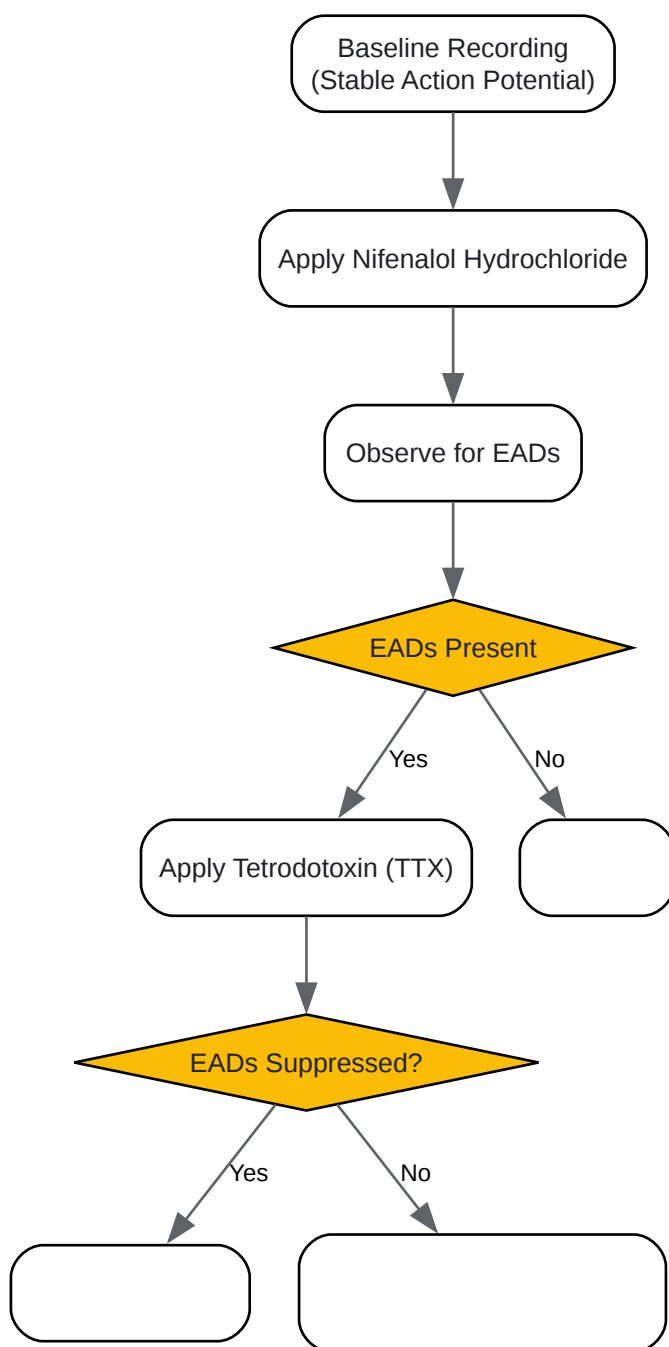 Baseline Recording
(Stable Action Potential)
Apply Nifenalol Hydrochloride
Observe for EADs
EADs Present
Yes
No
Apply Tetrodotoxin (TTX)
EADs Suppressed?
Yes
No